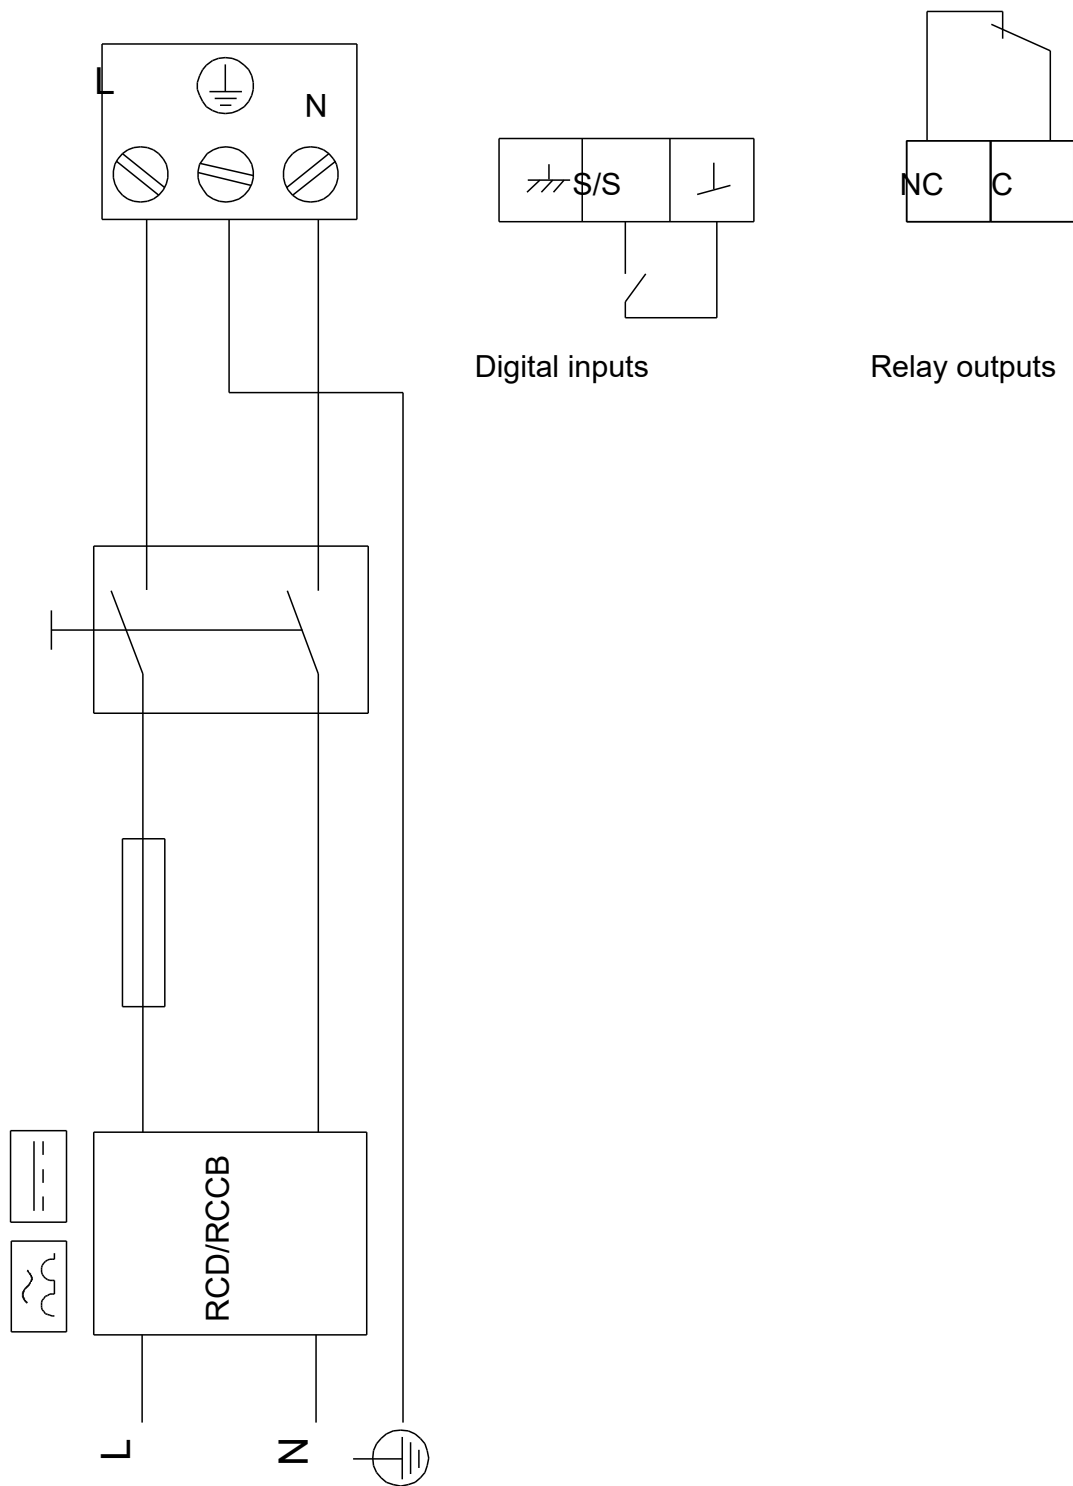 L
N
S/S
NC
C
Digital inputs
Relay outputs
RCD/RCCB
L
N